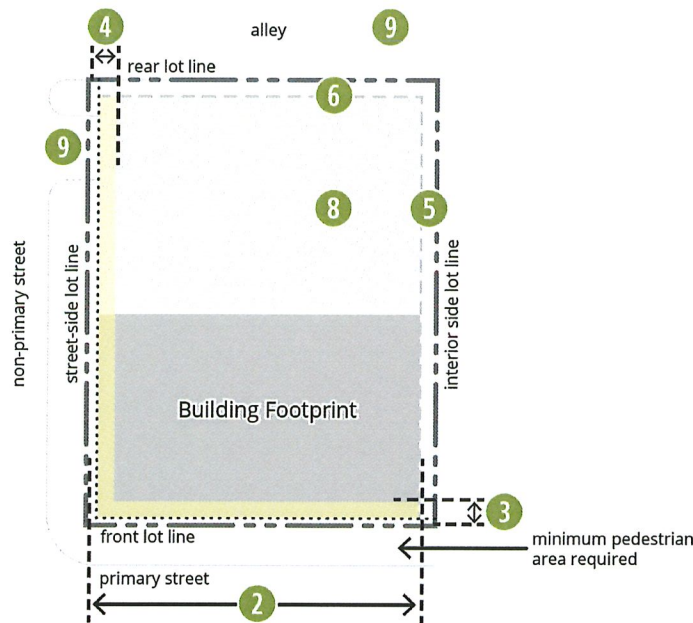 4
alley
9
rear lot line
6
9
8
5
non-primary street
street-side lot line
interior side lot line
Building Footprint
3
front lot line
minimum pedestrian
area required
primary street
2